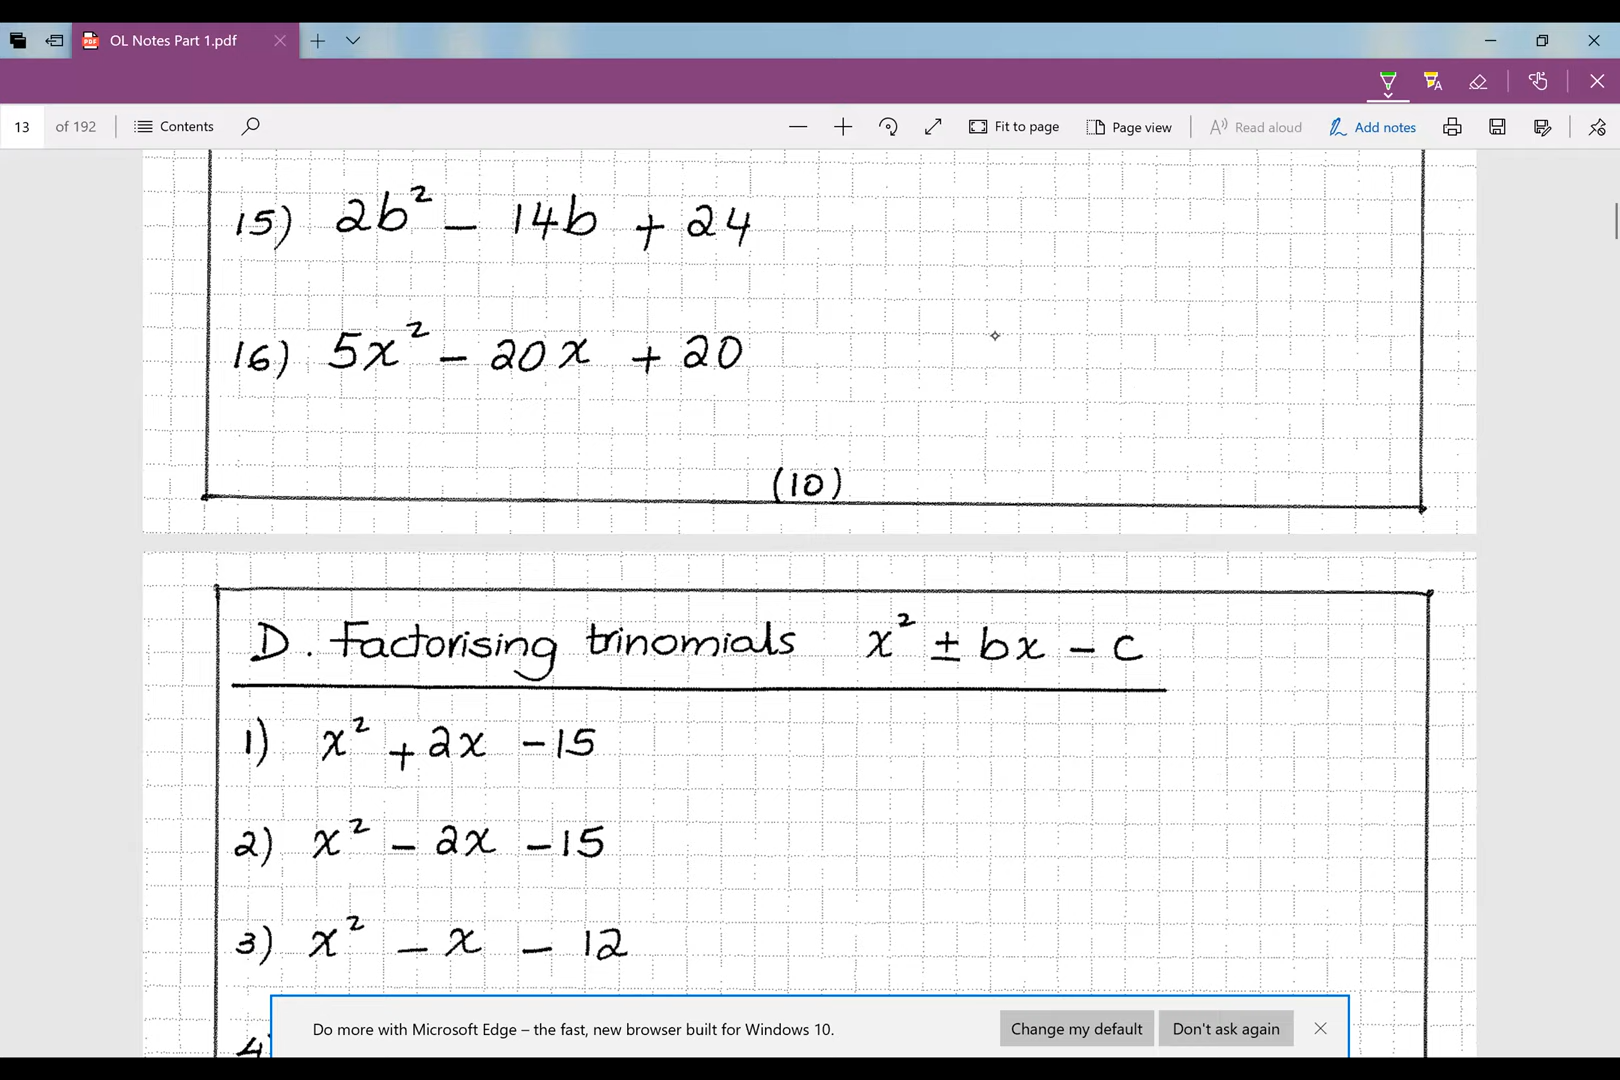 OL Notes Part 1.pdf
13 of 192 Contents Fit to page Page view Read aloud Add notes
15) 2b² - 14b + 24
16) 5x² - 20x + 20
(10)
D. Factorising trinomials x² ± bx - c
1) x² + 2x - 15
2) x² - 2x - 15
3) x² - x - 12
4)
Do more with Microsoft Edge – the fast, new browser built for Windows 10. Change my default Don't ask again